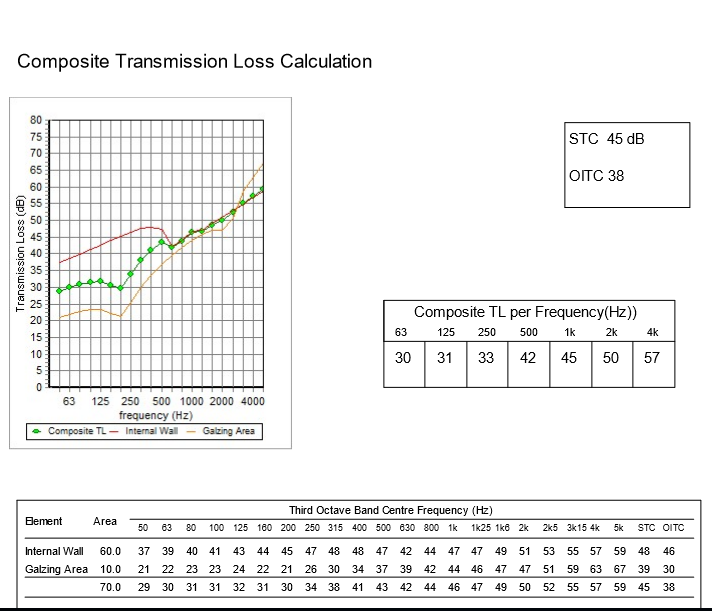 Composite Transmission Loss Calculation
80
75
70
65
60
55
50
45
40
35
30
25
20
15
10
5
0
Transmission Loss (dB)
63 125 250 500 1000 2000 4000
frequency (Hz)
Composite TL Internal Wall Galzing Area
STC 45 dB
OITC 38
Composite TL per Frequency(Hz))
63 125 250 500 1k 2k 4k
30 31 33 42 45 50 57
Third Octave Band Centre Frequency (Hz)
Element Area 50 63 80 100 125 160 200 250 315 400 500 630 800 1k 1k25 1k6 2k 2k5 3k15 4k 5k STC OITC
Internal Wall 60.0 37 39 40 41 43 44 45 47 48 48 47 42 44 47 47 49 51 53 55 57 59 48 46
Galzing Area 10.0 21 22 23 23 24 22 21 26 30 34 37 39 42 44 46 47 47 51 59 63 67 39 30
70.0 29 30 31 31 32 31 30 34 38 41 43 42 44 46 47 49 50 52 55 57 59 45 38